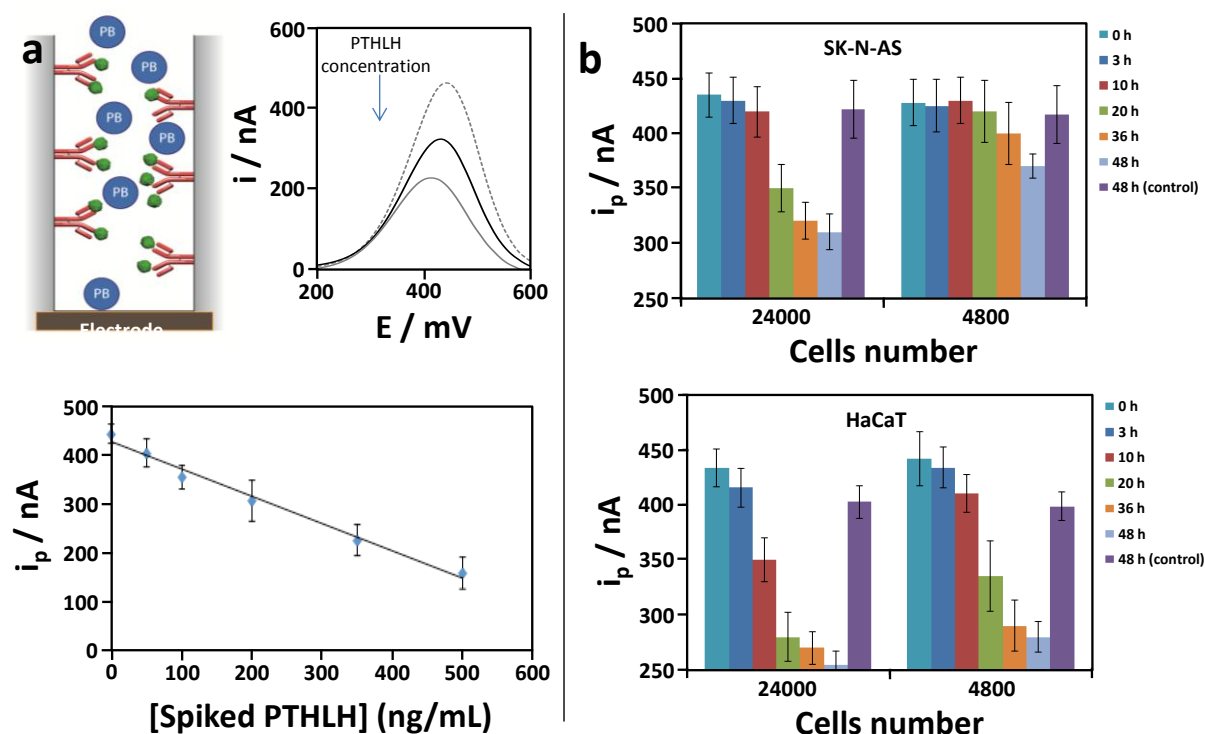 a
PB
PB
PB
PB
PB
PB
Electrode
PTHLH
concentration
i / nA
600
400
200
0
200
400
600
E / mV
i_p / nA
500
400
300
200
100
0
0
100
200
300
400
500
600
[Spiked PTHLH] (ng/mL)
b
SK-N-AS
i_p / nA
500
450
400
350
300
250
24000
4800
Cells number
0 h
3 h
10 h
20 h
36 h
48 h
48 h (control)
HaCaT
i_p / nA
500
450
400
350
300
250
24000
4800
Cells number
0 h
3 h
10 h
20 h
36 h
48 h
48 h (control)